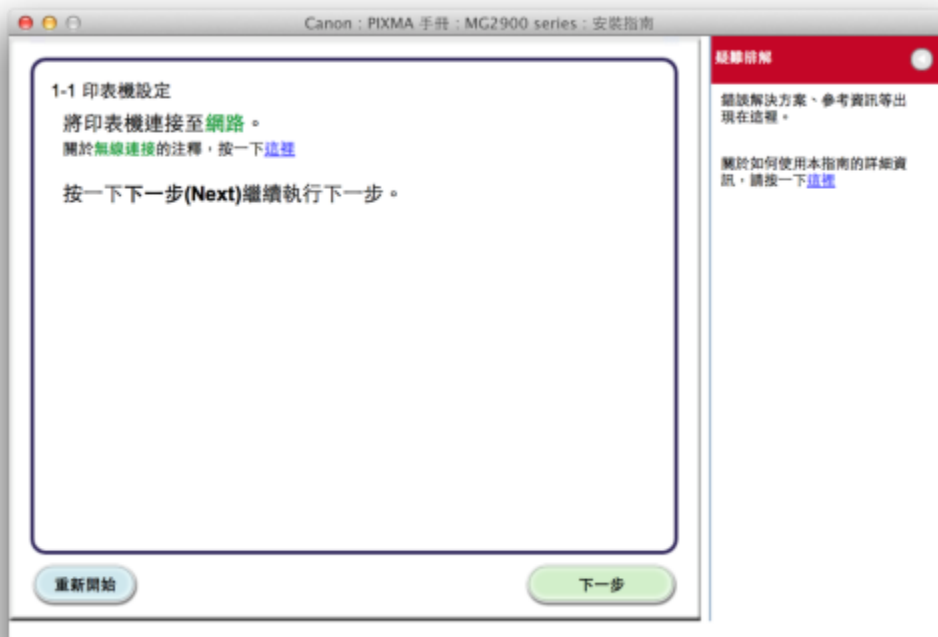 Canon : PIXMA 手冊 : MG2900 series : 安裝指南
1-1 印表機設定
將印表機連接至網路。
關於無線連接的注釋，按一下這裡
按一下下一步(Next)繼續執行下一步。
重新開始
下一步
疑難排解
錯誤解決方案、參考資訊等出
現在這裡。
關於如何使用本指南的詳細資
訊，請按一下這裡